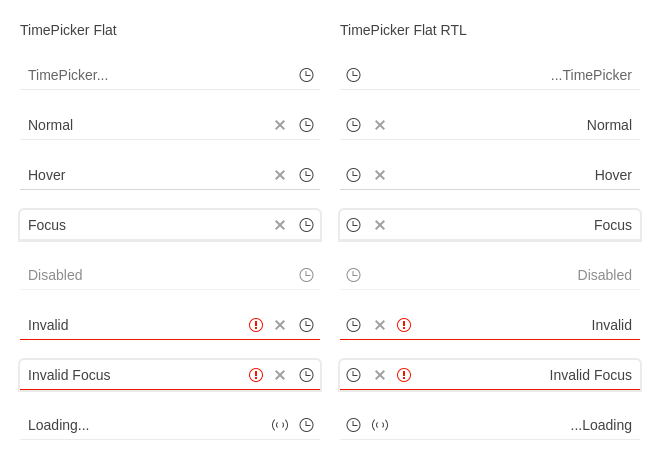 TimePicker Flat
TimePicker Flat RTL
TimePicker...
...TimePicker
Normal
Normal
Hover
Hover
Focus
Focus
Disabled
Disabled
Invalid
Invalid
Invalid Focus
Invalid Focus
Loading...
...Loading